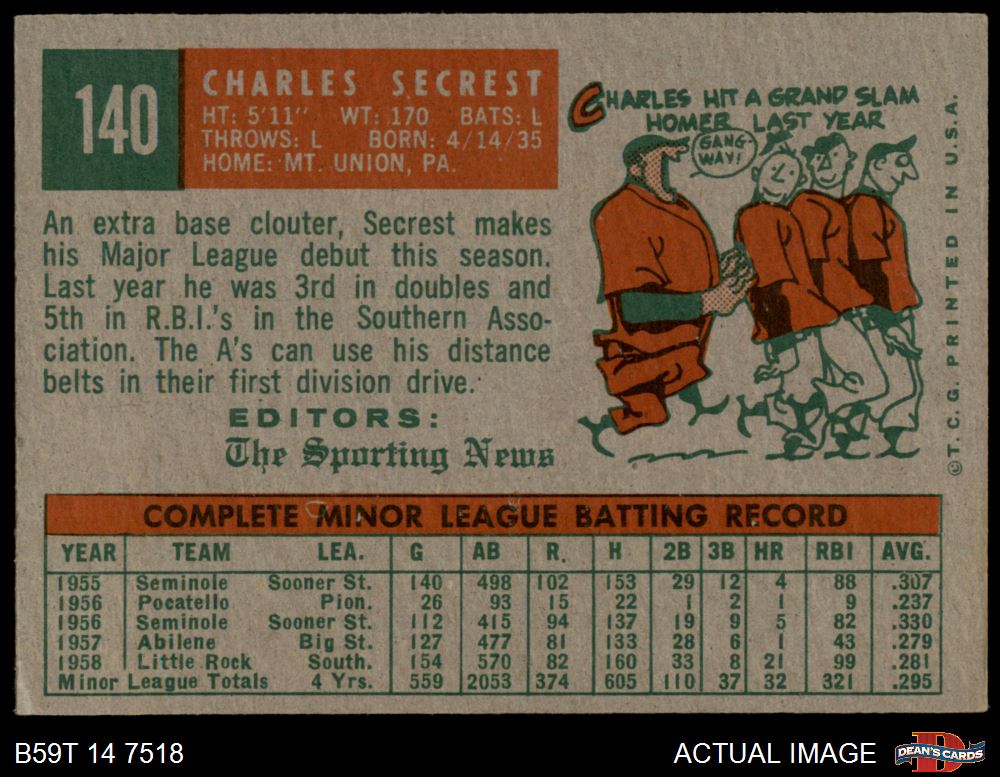 140
CHARLES SECREST
HT: 5'11" WT: 170 BATS: L
THROWS: L BORN: 4/14/35
HOME: MT. UNION, PA.
An extra base clouter, Secrest makes
his Major League debut this season.
Last year he was 3rd in doubles and
5th in R.B.I.'s in the Southern Asso-
ciation. The A's can use his distance
belts in their first division drive.
EDITORS:
The Sporting News
CHARLES HIT A GRAND SLAM
HOMER LAST YEAR
GANG-
WAY!
©T.C.G. PRINTED IN U.S.A.
COMPLETE MINOR LEAGUE BATTING RECORD
YEAR TEAM LEA. G AB R. H 2B 3B HR RBI AVG.
1955 Seminole Sooner St. 140 498 102 153 29 12 4 88 .307
1956 Pocatello Pion. 26 93 15 22 1 2 1 9 .237
1956 Seminole Sooner St. 112 415 94 137 19 9 5 82 .330
1957 Abilene Big St. 127 477 81 133 28 6 1 43 .279
1958 Little Rock South. 154 570 82 160 33 8 21 99 .281
Minor League Totals 4 Yrs. 559 2053 374 605 110 37 32 321 .295
B59T 14 7518
ACTUAL IMAGE
D
DEAN'S CARDS